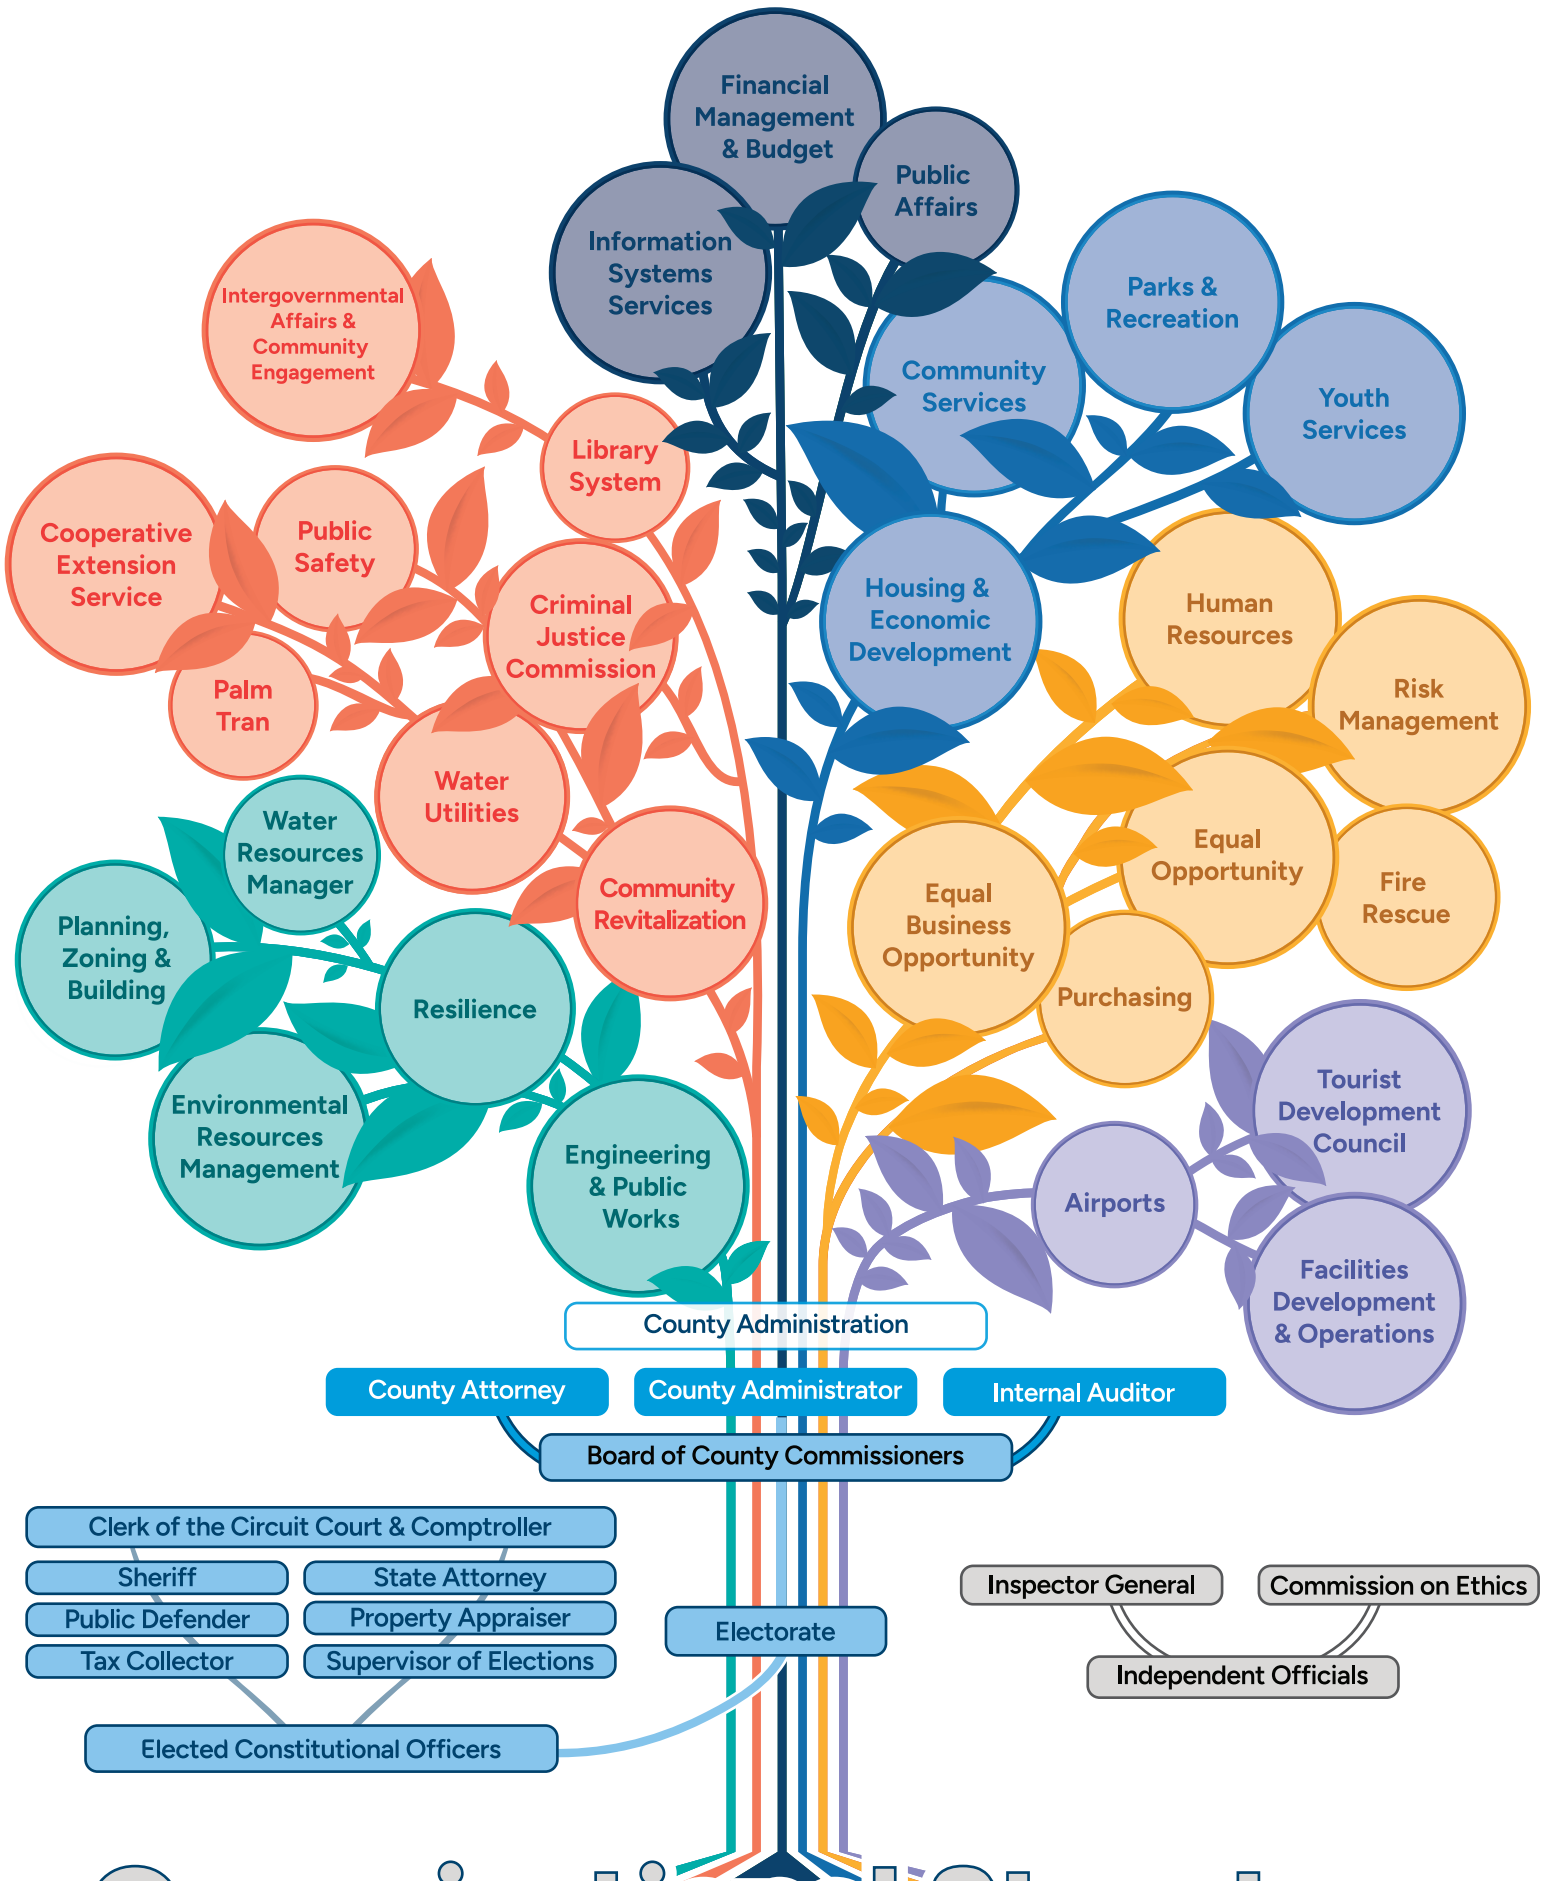 Financial
Management
& Budget
Public
Affairs
Information
Systems
Services
Intergovernmental
Affairs &
Community
Engagement
Parks &
Recreation
Community
Services
Youth
Services
Library
System
Cooperative
Extension
Service
Public
Safety
Criminal
Justice
Commission
Housing &
Economic
Development
Human
Resources
Palm
Tran
Risk
Management
Water
Utilities
Water
Resources
Manager
Equal
Opportunity
Community
Revitalization
Equal
Business
Opportunity
Fire
Rescue
Planning,
Zoning &
Building
Resilience
Purchasing
Environmental
Resources
Management
Tourist
Development
Council
Engineering
& Public
Works
Airports
Facilities
Development
& Operations
County Administration
County Attorney
County Administrator
Internal Auditor
Board of County Commissioners
Clerk of the Circuit Court & Comptroller
Sheriff
State Attorney
Public Defender
Property Appraiser
Tax Collector
Supervisor of Elections
Electorate
Inspector General
Commission on Ethics
Independent Officials
Elected Constitutional Officers